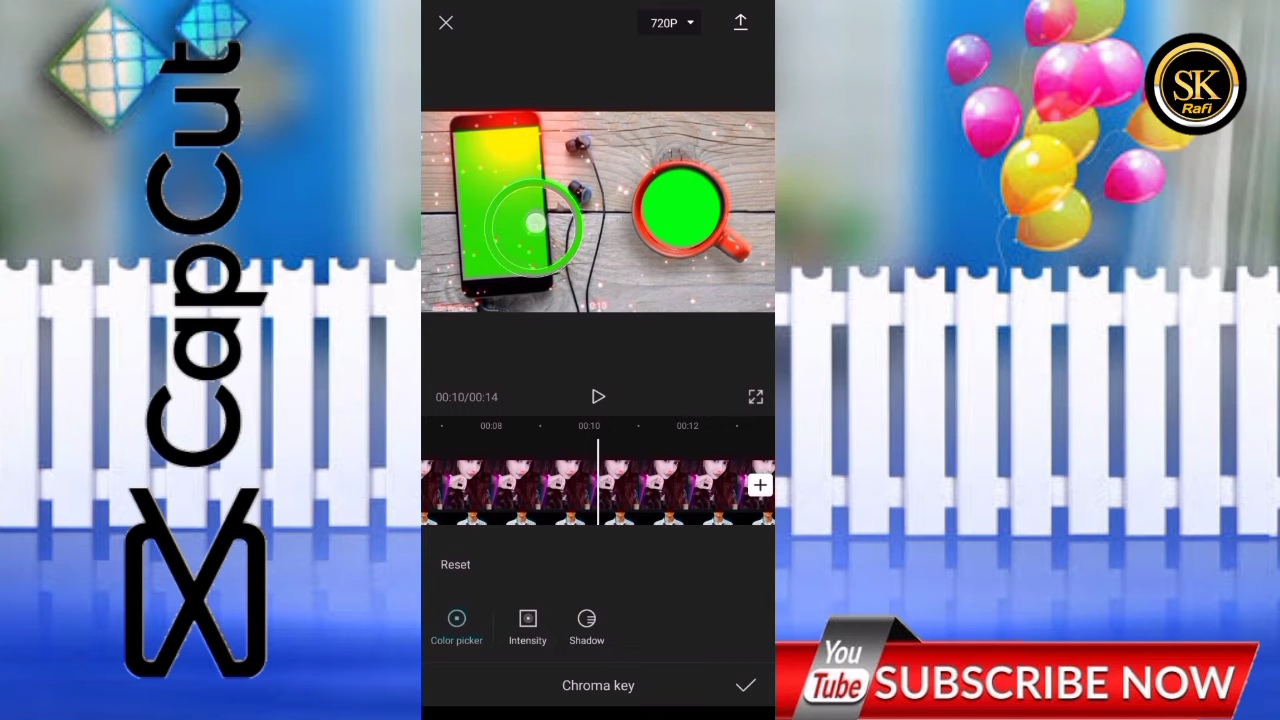 CapCut
720P
00:10/00:14
00:08
00:10
00:12
Reset
Color picker
Intensity
Shadow
Chroma key
SK
Rafi
You
Tube
SUBSCRIBE NOW